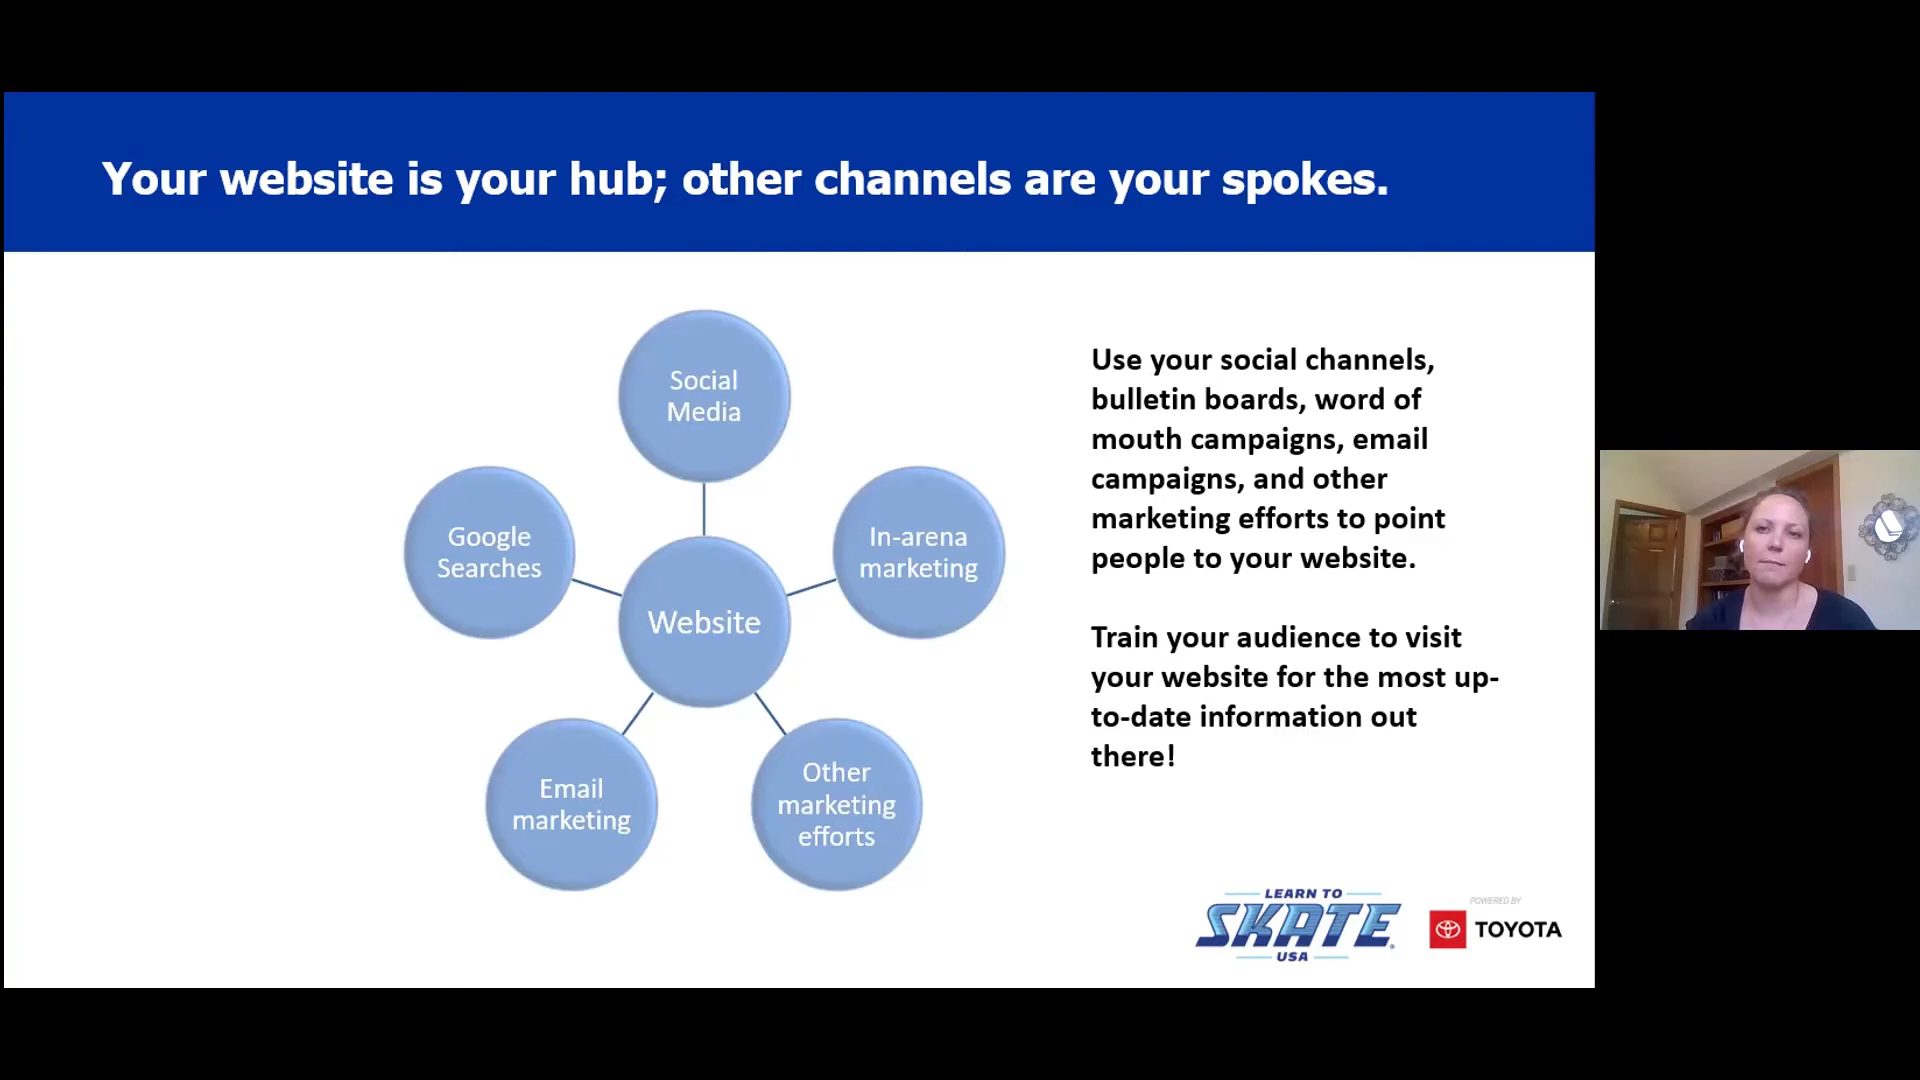 Your website is your hub; other channels are your spokes.
Social
Media
Google
Searches
In-arena
marketing
Website
Email
marketing
Other
marketing
efforts
Use your social channels,
bulletin boards, word of
mouth campaigns, email
campaigns, and other
marketing efforts to point
people to your website.
Train your audience to visit
your website for the most up-
to-date information out
there!
LEARN TO
SKATE®
USA
POWERED BY
TOYOTA